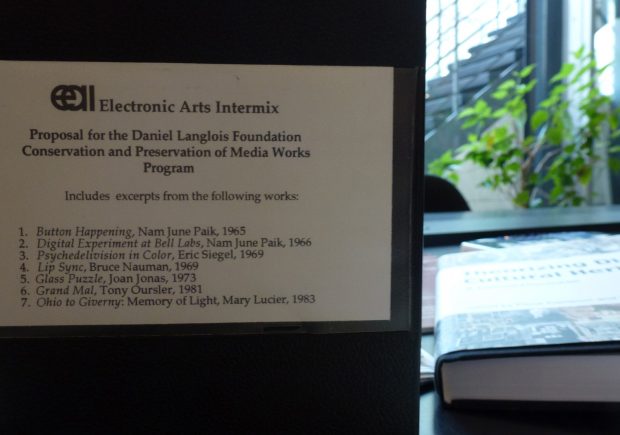 eai Electronic Arts Intermix
Proposal for the Daniel Langlois Foundation
Conservation and Preservation of Media Works
Program
Includes excerpts from the following works:
1. Button Happening, Nam June Paik, 1965
2. Digital Experiment at Bell Labs, Nam June Paik, 1966
3. Psychedelivision in Color, Eric Siegel, 1969
4. Lip Sync, Bruce Nauman, 1969
5. Glass Puzzle, Joan Jonas, 1973
6. Grand Mal, Tony Oursler, 1981
7. Ohio to Giverny: Memory of Light, Mary Lucier, 1983